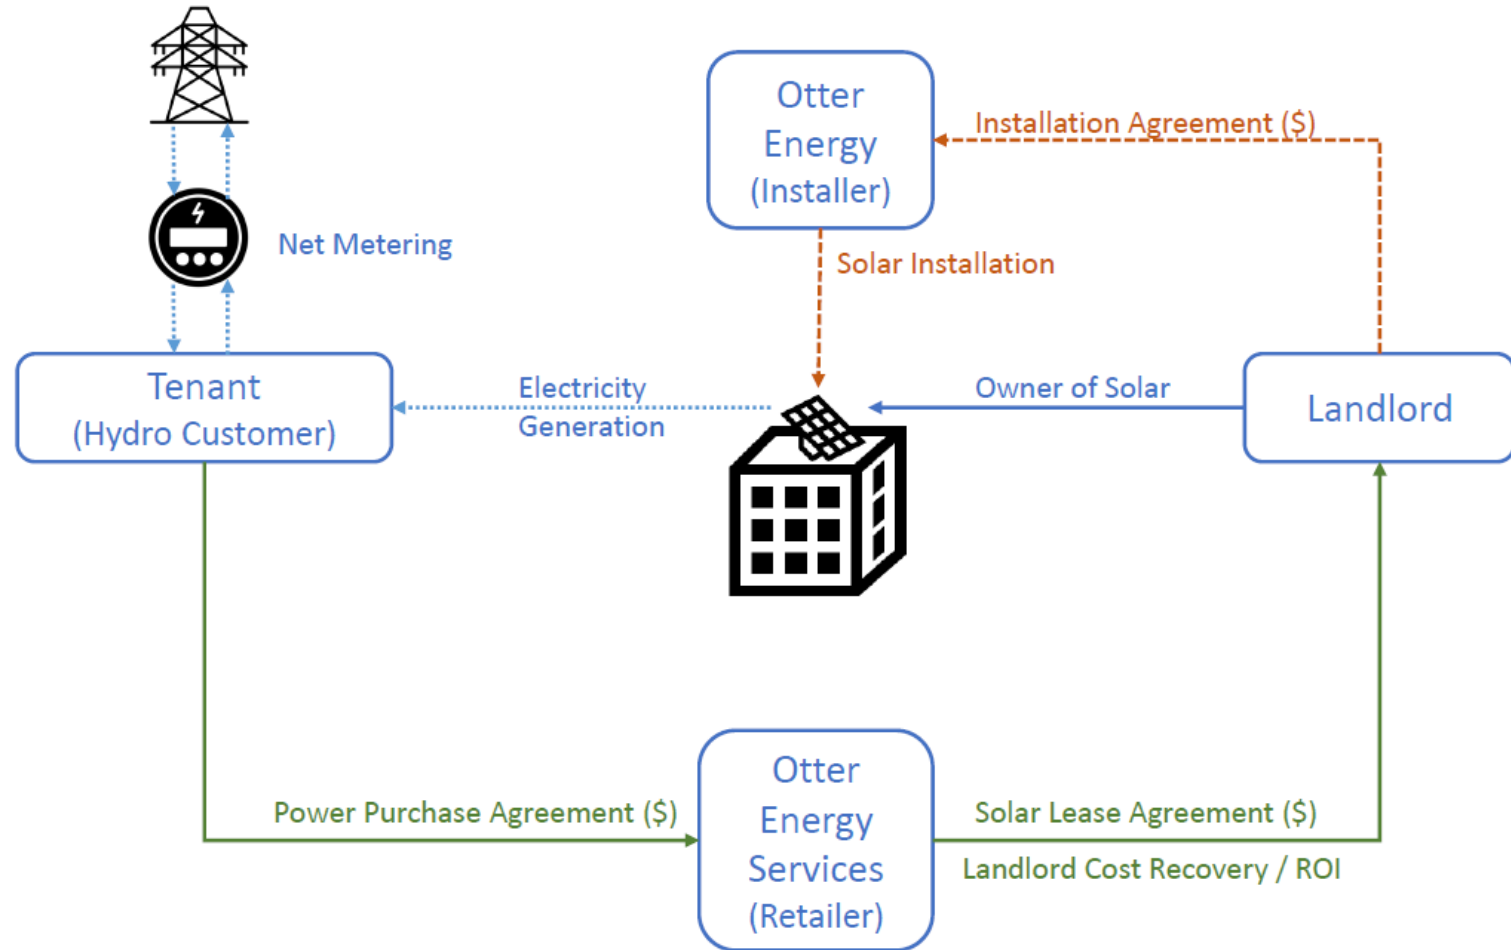 Otter
Energy
(Installer)
Installation Agreement ($)
Net Metering
Solar Installation
Tenant
(Hydro Customer)
Electricity
Generation
Owner of Solar
Landlord
Power Purchase Agreement ($)
Otter
Energy
Services
(Retailer)
Solar Lease Agreement ($)
Landlord Cost Recovery / ROI